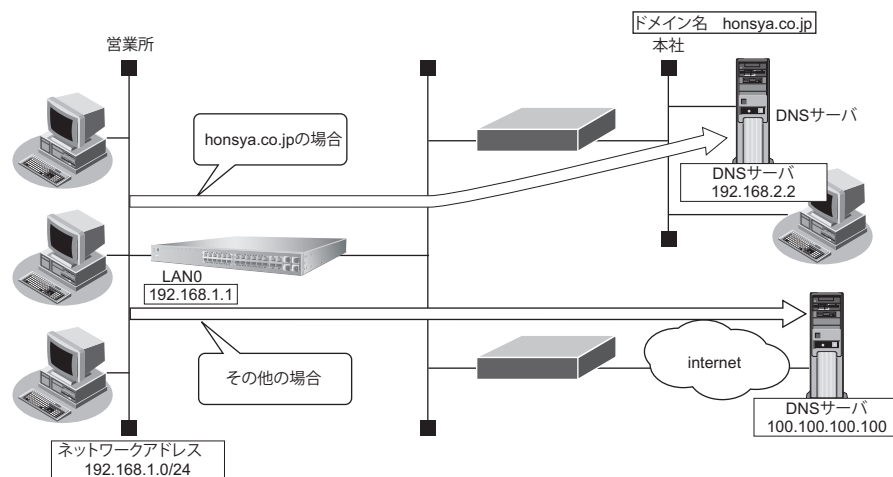 ドメイン名 honsya.co.jp
営業所
本社
honsya.co.jpの場合
DNSサーバ
DNSサーバ
192.168.2.2
LAN0
192.168.1.1
その他の場合
internet
DNSサーバ
100.100.100.100
ネットワークアドレス
192.168.1.0/24